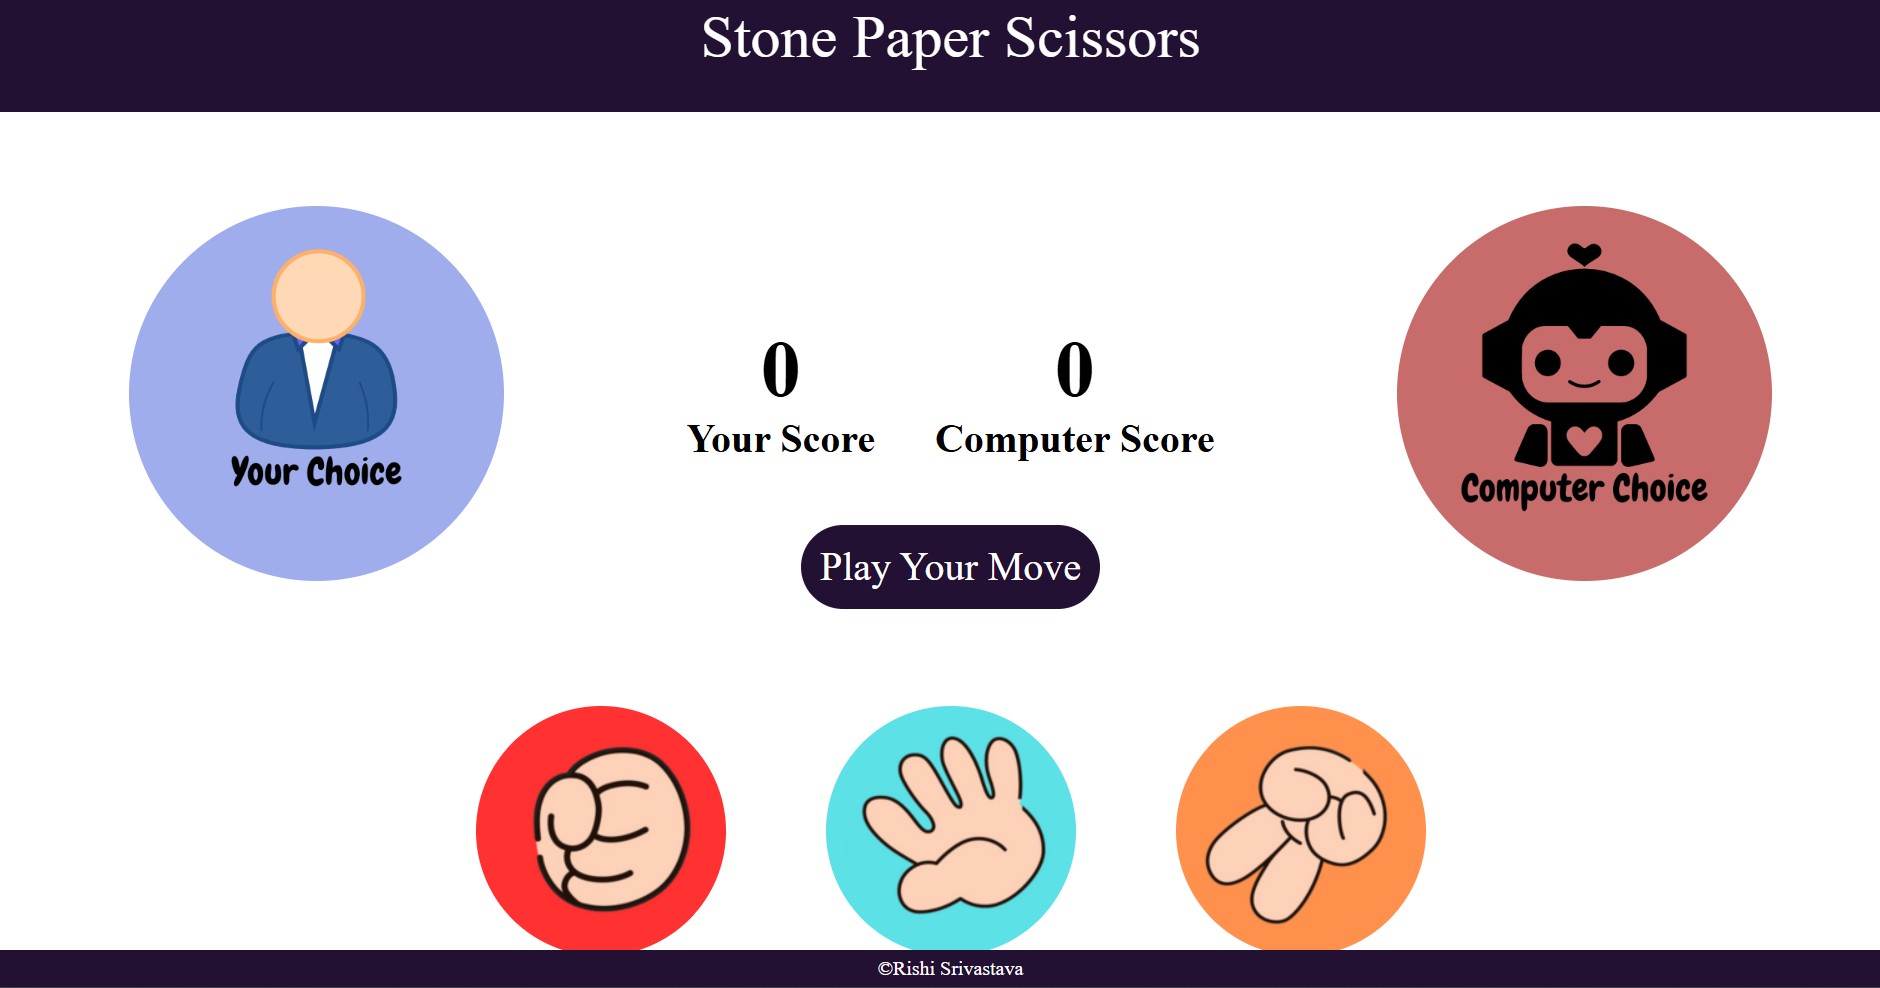 Stone Paper Scissors
Your Choice
0
Your Score
0
Computer Score
Computer Choice
Play Your Move
©Rishi Srivastava